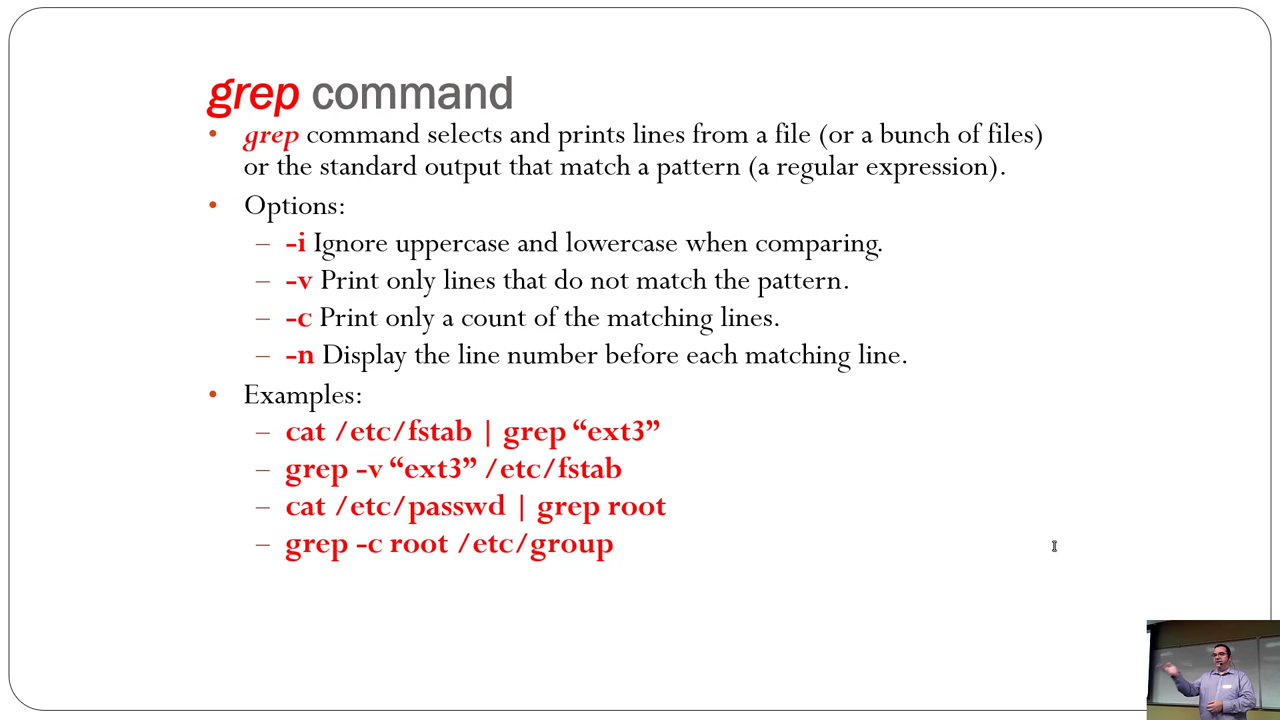 grep command
• grep command selects and prints lines from a file (or a bunch of files)
or the standard output that match a pattern (a regular expression).
• Options:
– -i Ignore uppercase and lowercase when comparing.
– -v Print only lines that do not match the pattern.
– -c Print only a count of the matching lines.
– -n Display the line number before each matching line.
• Examples:
– cat /etc/fstab | grep “ext3”
– grep -v “ext3” /etc/fstab
– cat /etc/passwd | grep root
– grep -c root /etc/group